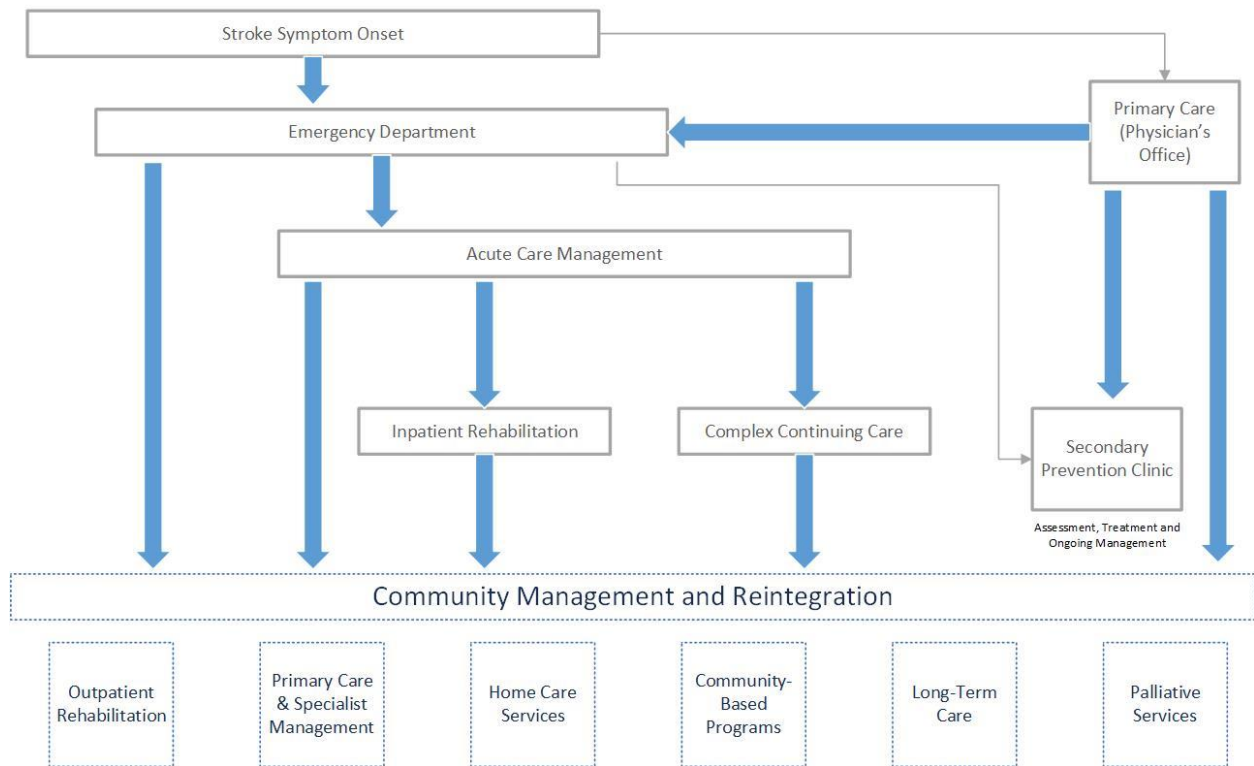 Stroke Symptom Onset
Primary Care
(Physician’s
Office)
Emergency Department
Acute Care Management
Inpatient Rehabilitation
Complex Continuing Care
Secondary
Prevention Clinic
Assessment, Treatment and
Ongoing Management
Community Management and Reintegration
Outpatient
Rehabilitation
Primary Care
& Specialist
Management
Home Care
Services
Community-
Based
Programs
Long-Term
Care
Palliative
Services